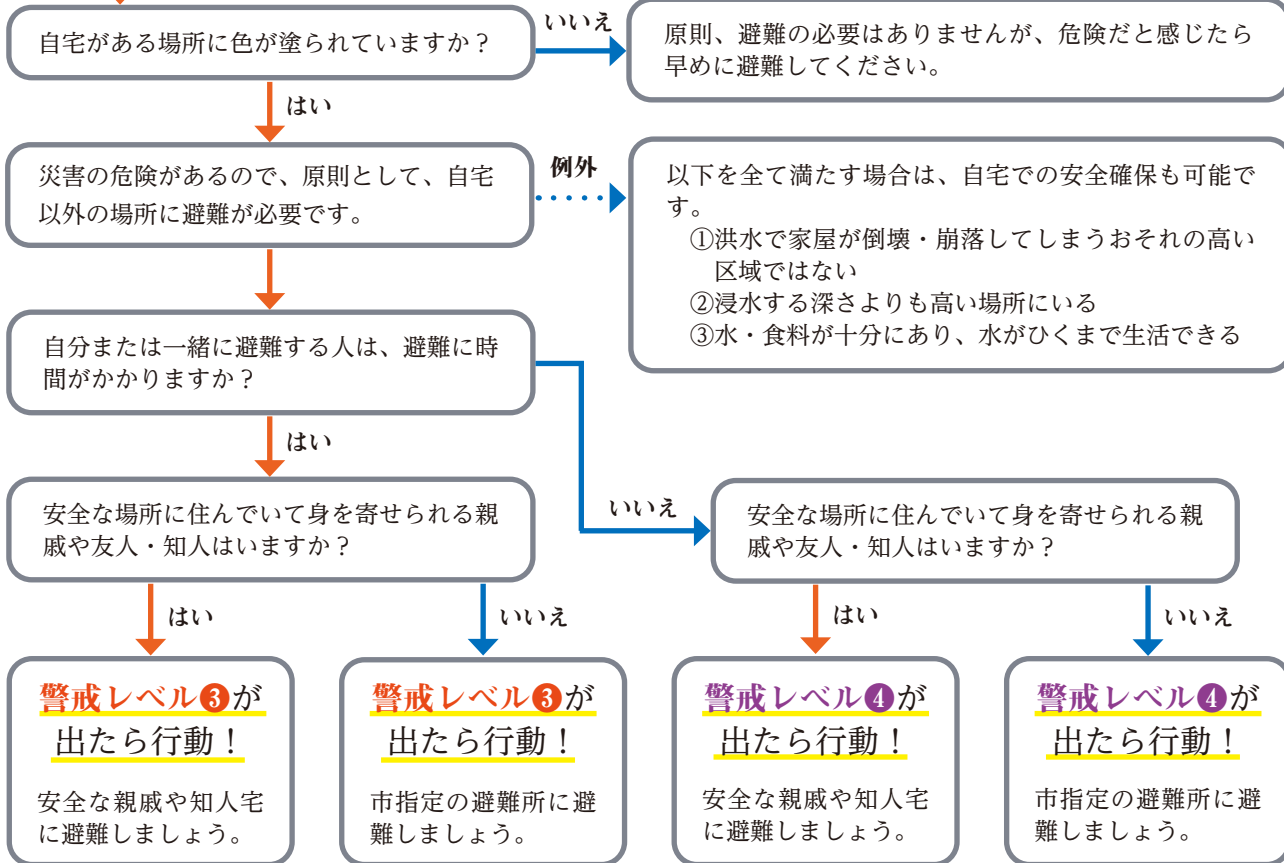 自宅がある場所に色が塗られていますか？
いいえ
原則、避難の必要はありませんが、危険だと感じたら
早めに避難してください。
はい
災害の危険があるので、原則として、自宅
以外の場所に避難が必要です。
例外
以下を全て満たす場合は、自宅での安全確保も可能で
す。
①洪水で家屋が倒壊・崩落してしまうおそれの高い
区域ではない
②浸水する深さよりも高い場所にいる
③水・食料が十分にあり、水がひくまで生活できる
自分または一緒に避難する人は、避難に時
間がかかりますか？
はい
いいえ
安全な場所に住んでいて身を寄せられる親
戚や友人・知人はいますか？
安全な場所に住んでいて身を寄せられる親
戚や友人・知人はいますか？
はい
いいえ
はい
いいえ
警戒レベル❸が
出たら行動！
安全な親戚や知人宅
に避難しましょう。
警戒レベル❸が
出たら行動！
市指定の避難所に避
難しましょう。
警戒レベル❹が
出たら行動！
安全な親戚や知人宅
に避難しましょう。
警戒レベル❹が
出たら行動！
市指定の避難所に避
難しましょう。